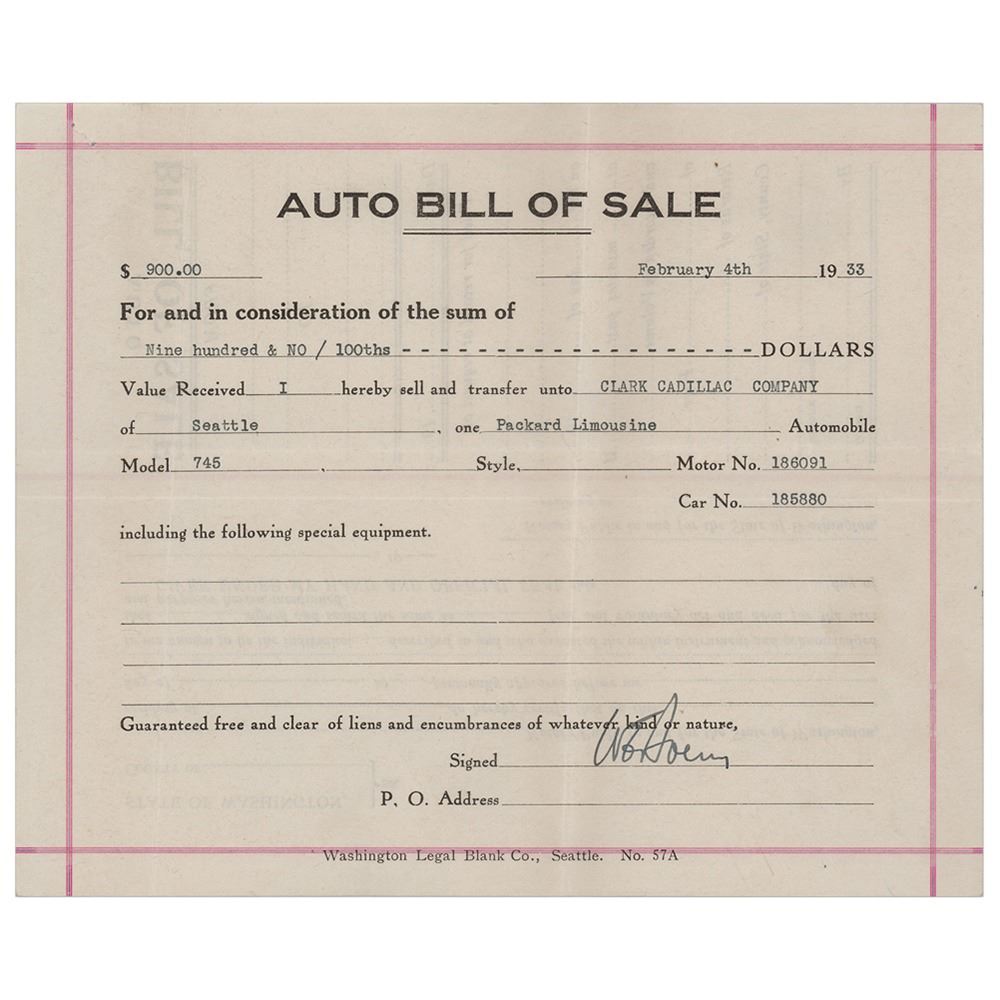 AUTO BILL OF SALE
$ 900.00 February 4th 19 33
For and in consideration of the sum of
Nine hundred & NO / 100ths - - - - - - - - - - - - - - - - - - - DOLLARS
Value Received I hereby sell and transfer unto CLARK CADILLAC COMPANY
of Seattle , one Packard Limousine Automobile
Model 745 , Style, Motor No. 186091
Car No. 185880
including the following special equipment.
Guaranteed free and clear of liens and encumbrances of whatever kind or nature,
Signed
P. O. Address
Washington Legal Blank Co., Seattle. No. 57A